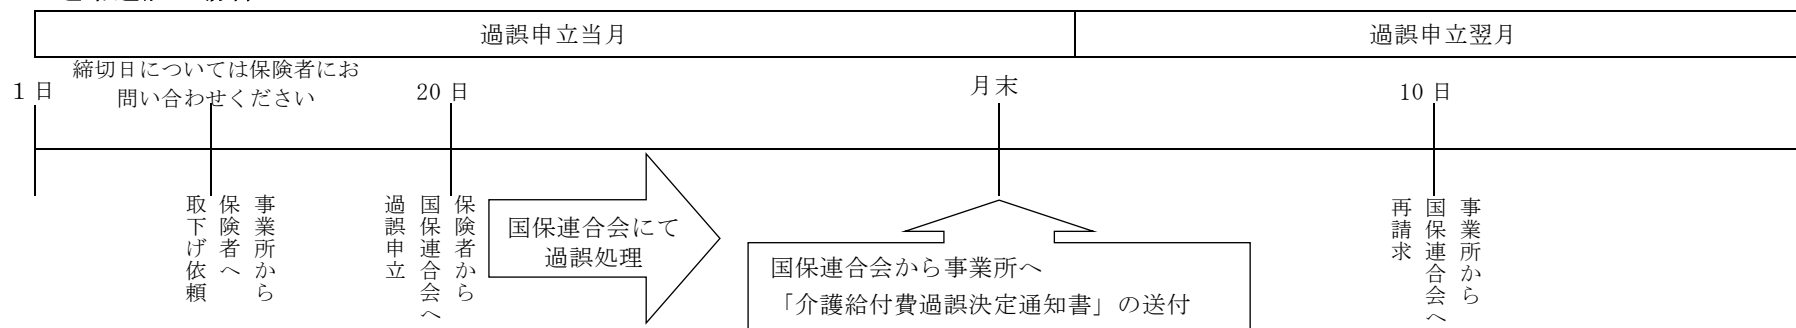 過誤申立当月
過誤申立翌月
締切日については保険者にお
問い合わせください
1 日
20 日
月末
10 日
事業所から
保険者へ
取下げ依頼
保険者から
国保連合会へ
過誤申立
国保連合会にて
過誤処理
国保連合会から事業所へ
「介護給付費過誤決定通知書」の送付
事業所から
国保連合会へ
再請求